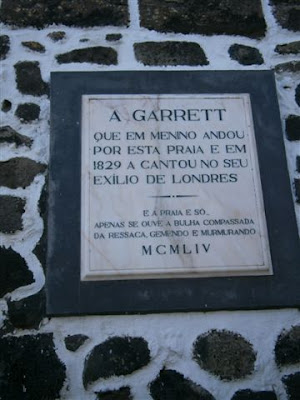 A GARRETT
QUE EM MENINO ANDOU
POR ESTA PRAIA E EM
1829 A CANTOU NO SEU
EXÍLIO DE LONDRES
E A PRAIA E SÓ...
APENAS SE OUVE A BULHA COMPASSADA
DA RESSACA, GEMENDO E MURMURANDO
MCMLIV